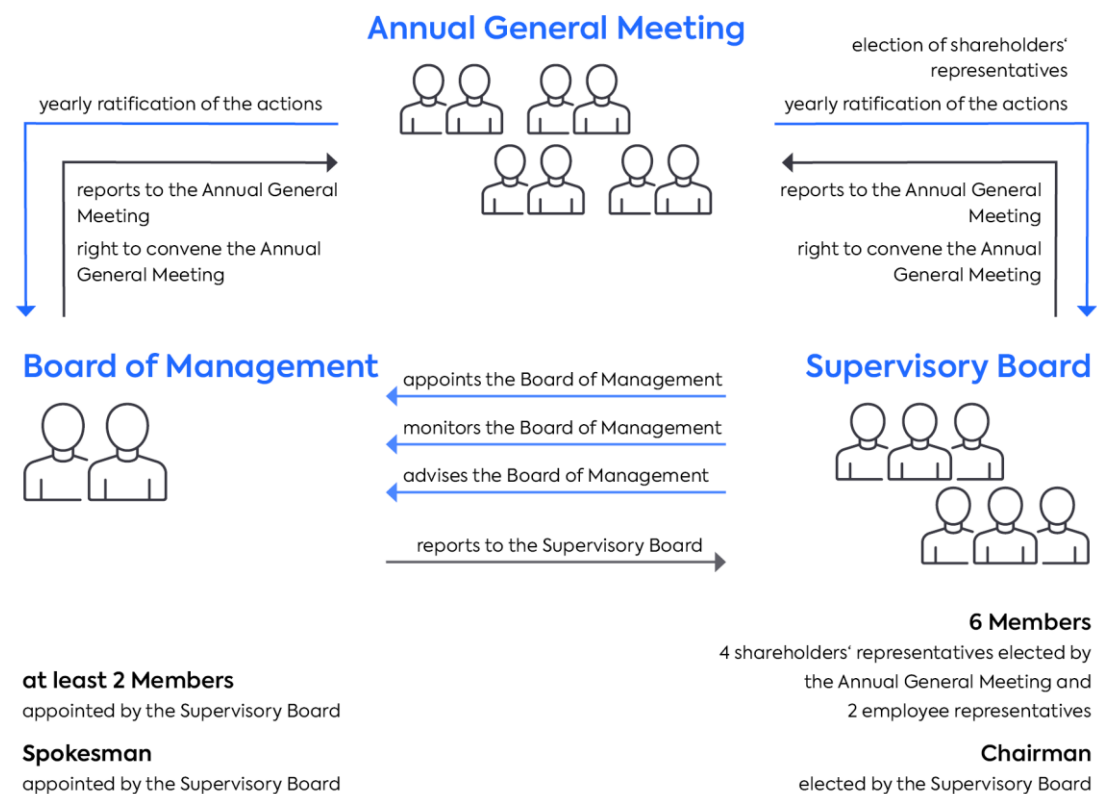 Annual General Meeting
election of shareholders‘
representatives
yearly ratification of the actions
yearly ratification of the actions
reports to the Annual General
Meeting
right to convene the Annual
General Meeting
reports to the Annual General
Meeting
right to convene the Annual
General Meeting
Board of Management
Supervisory Board
appoints the Board of Management
monitors the Board of Management
advises the Board of Management
reports to the Supervisory Board
at least 2 Members
appointed by the Supervisory Board
Spokesman
appointed by the Supervisory Board
6 Members
4 shareholders‘ representatives elected by
the Annual General Meeting and
2 employee representatives
Chairman
elected by the Supervisory Board